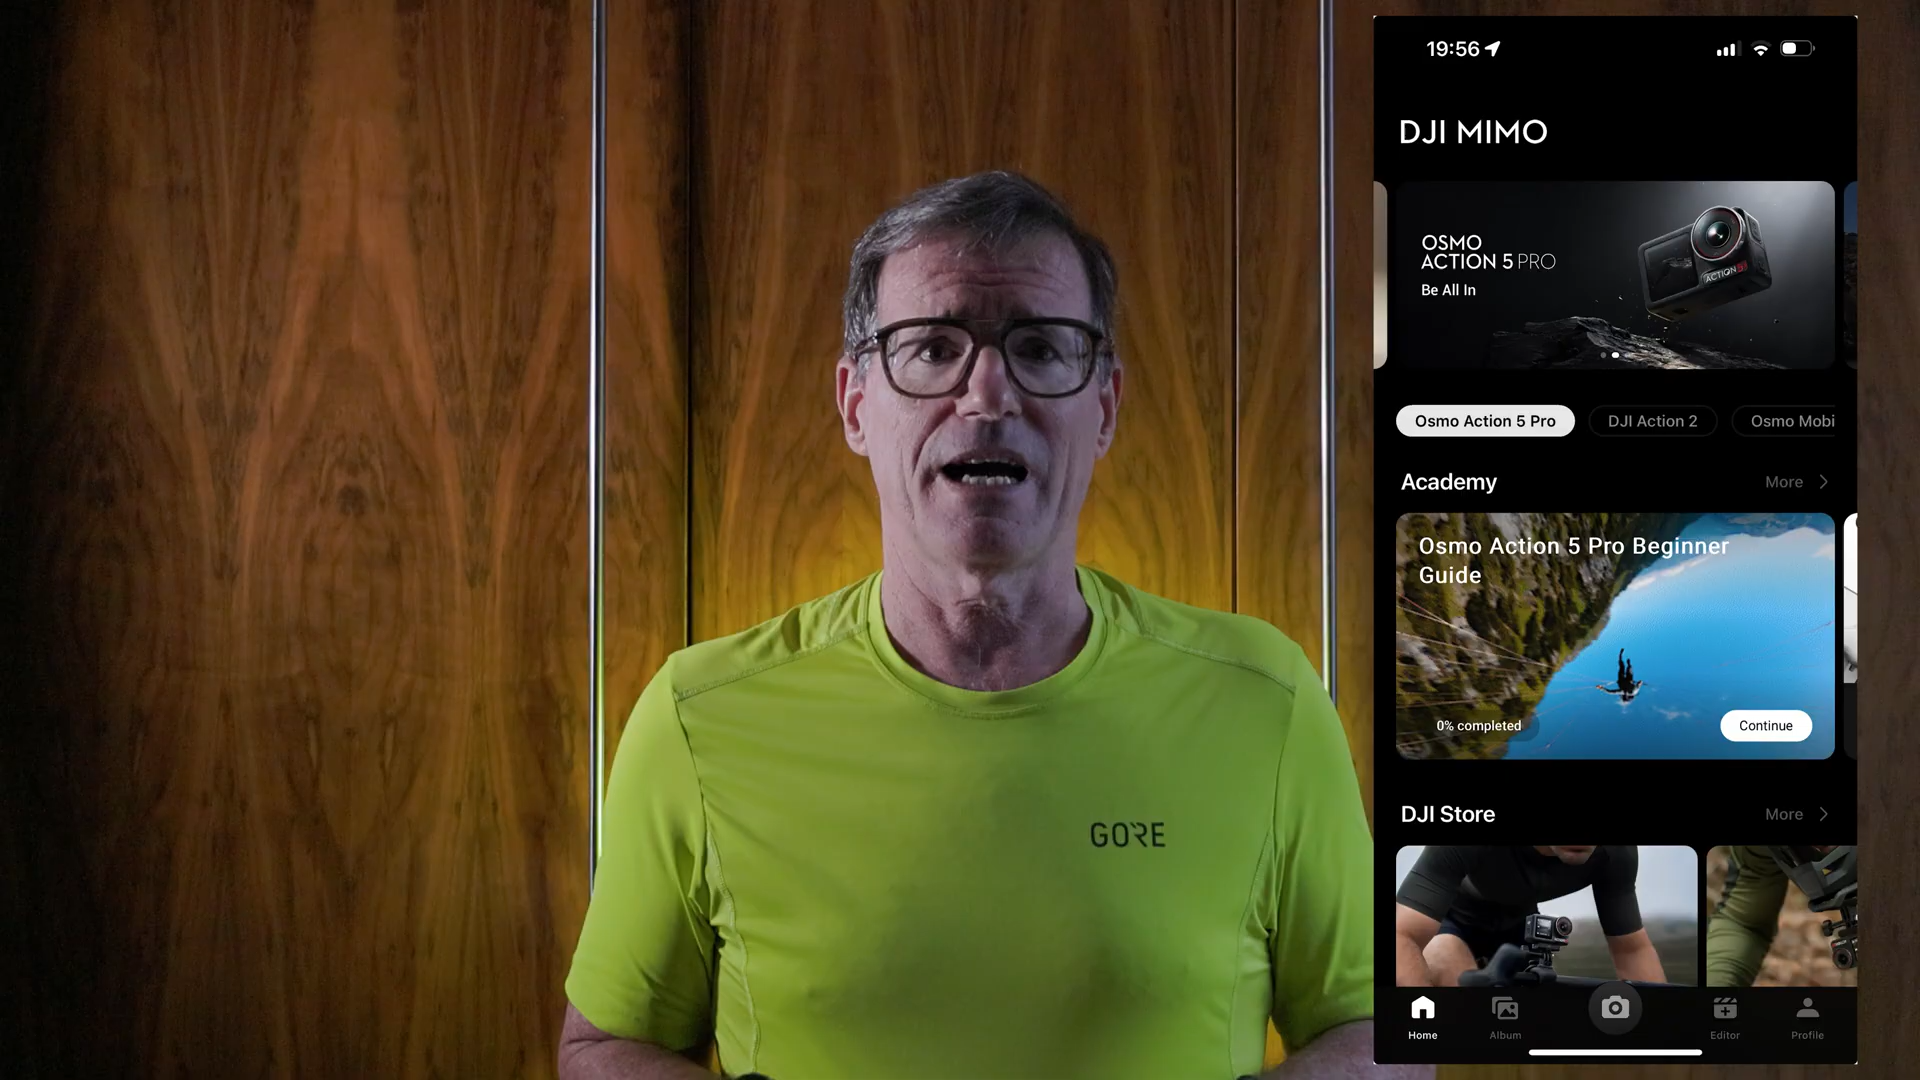 GORE
19:56
DJI MIMO
OSMO
ACTION 5 PRO
Be All In
ACTION 5
Osmo Action 5 Pro
DJI Action 2
Osmo Mobi
Academy
More
Osmo Action 5 Pro Beginner
Guide
0% completed
Continue
DJI Store
More
Home
Album
Editor
Profile